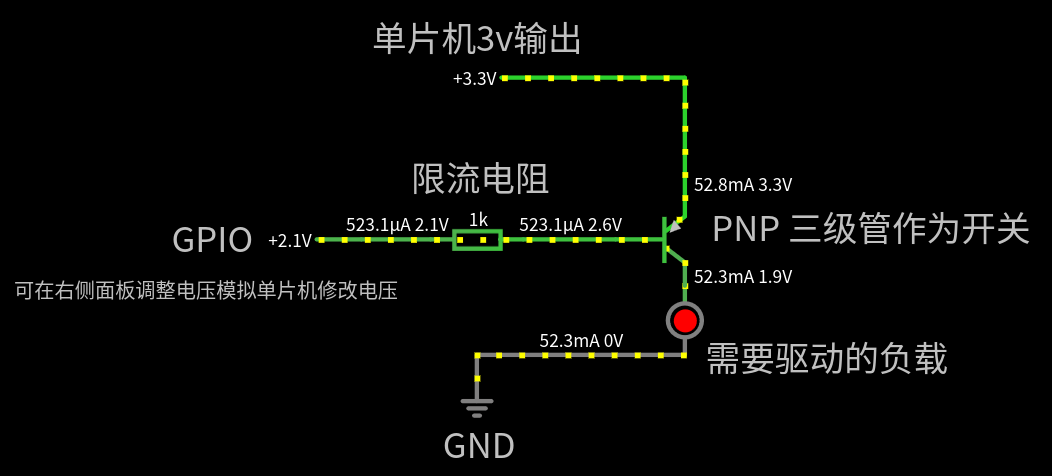 单片机3v输出
+3.3V
限流电阻
52.8mA 3.3V
1k
PNP 三级管作为开关
GPIO
+2.1V
523.1μA 2.1V
523.1μA 2.6V
可在右侧面板调整电压模拟单片机修改电压
52.3mA 1.9V
52.3mA 0V
需要驱动的负载
GND